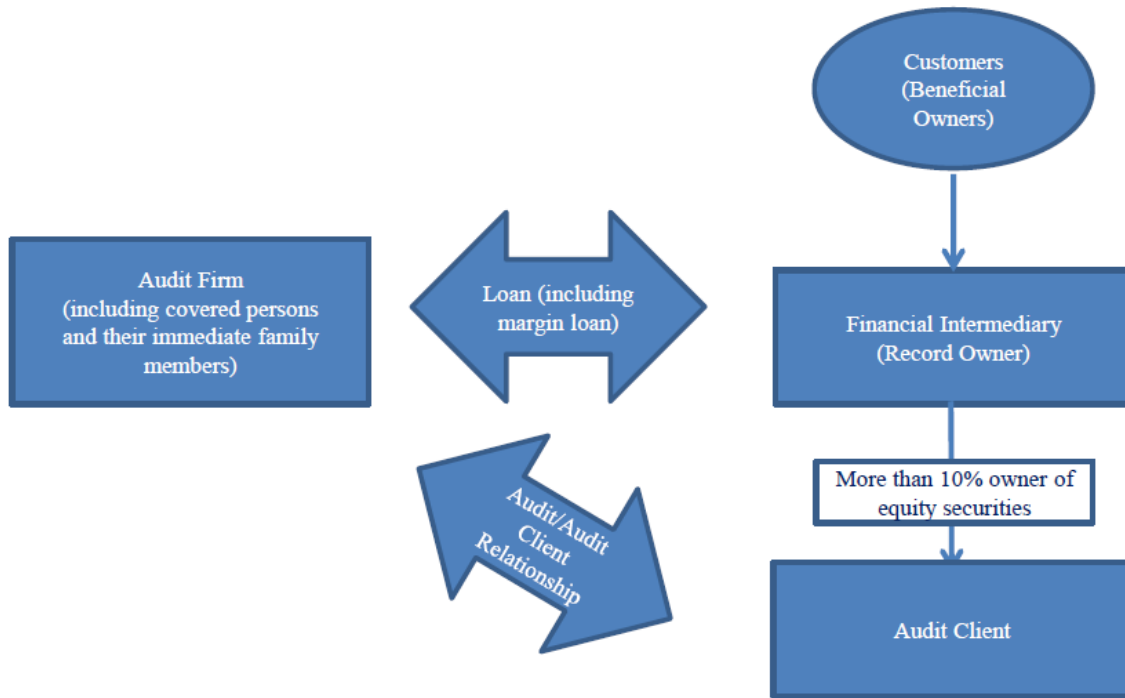 Customers
(Beneficial
Owners)
Audit Firm
(including covered persons
and their immediate family
members)
Loan (including
margin loan)
Financial Intermediary
(Record Owner)
More than 10% owner of
equity securities
Audit/Audit
Client
Relationship
Audit Client